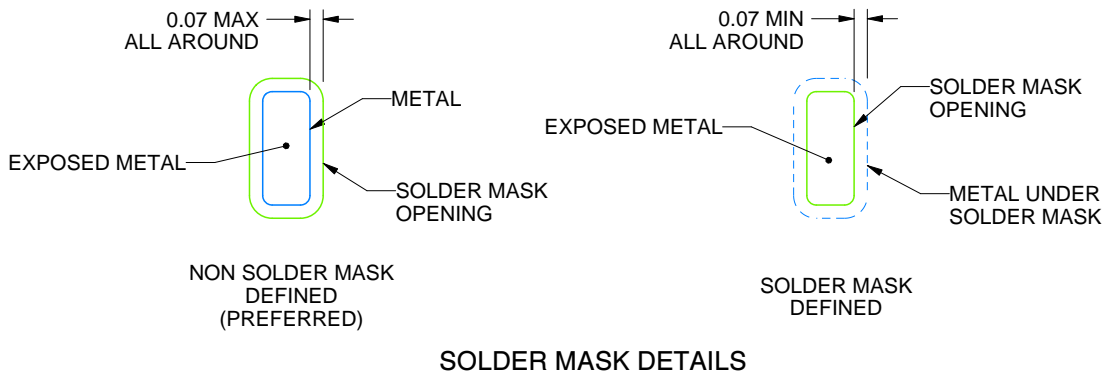 0.07 MAX
ALL AROUND
METAL
EXPOSED METAL
SOLDER MASK
OPENING
NON SOLDER MASK
DEFINED
(PREFERRED)
0.07 MIN
ALL AROUND
SOLDER MASK
OPENING
EXPOSED METAL
METAL UNDER
SOLDER MASK
SOLDER MASK
DEFINED
SOLDER MASK DETAILS